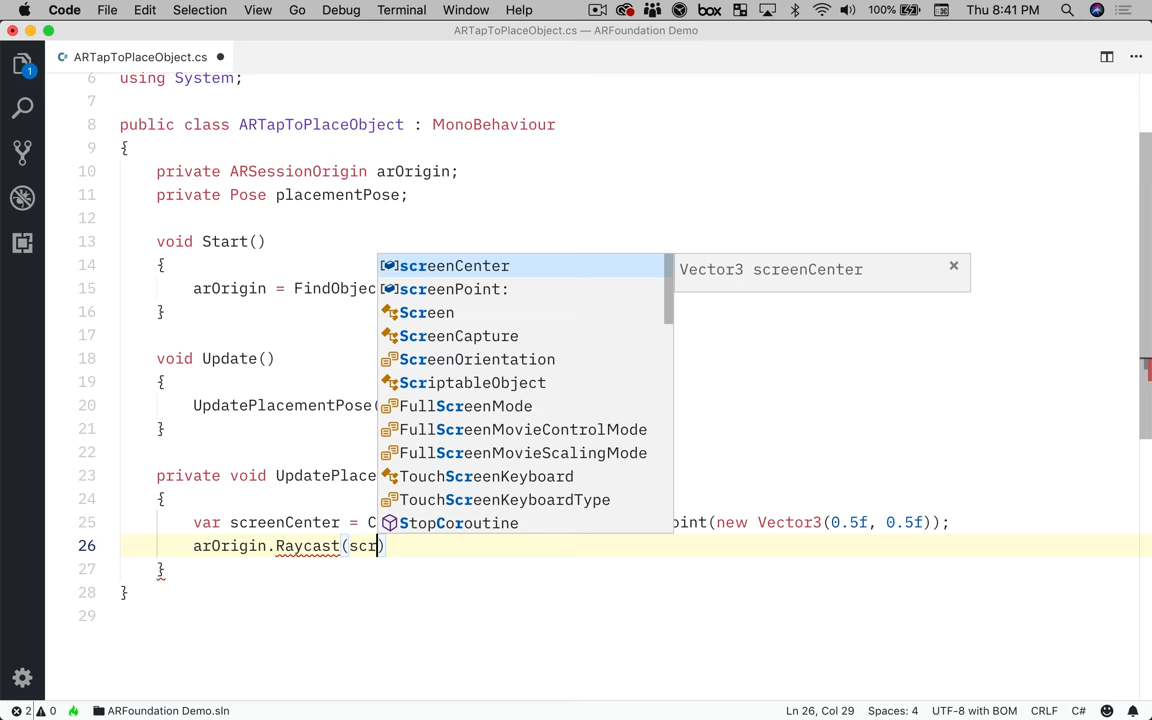 Code File Edit Selection View Go Debug Terminal Window Help box 100% Thu 8:41 PM
ARTapToPlaceObject.cs — ARFoundation Demo
1 C# ARTapToPlaceObject.cs
6 using System;
7
8 public class ARTapToPlaceObject : MonoBehaviour
9 {
10 private ARSessionOrigin arOrigin;
11 private Pose placementPose;
12
13 void Start()
14 {
15 arOrigin = FindObjec
16 }
17
18 void Update()
19 {
20 UpdatePlacementPose(
21 }
22
23 private void UpdatePlace
24 {
25 var screenCenter = C oint(new Vector3(0.5f, 0.5f));
26 arOrigin.Raycast(scr)
27 }
28 }
29
screenCenter
screenPoint:
Screen
ScreenCapture
ScreenOrientation
ScriptableObject
FullScreenMode
FullScreenMovieControlMode
FullScreenMovieScalingMode
TouchScreenKeyboard
TouchScreenKeyboardType
StopCoroutine
Vector3 screenCenter
2 0 ARFoundation Demo.sln Ln 26, Col 29 Spaces: 4 UTF-8 with BOM CRLF C#